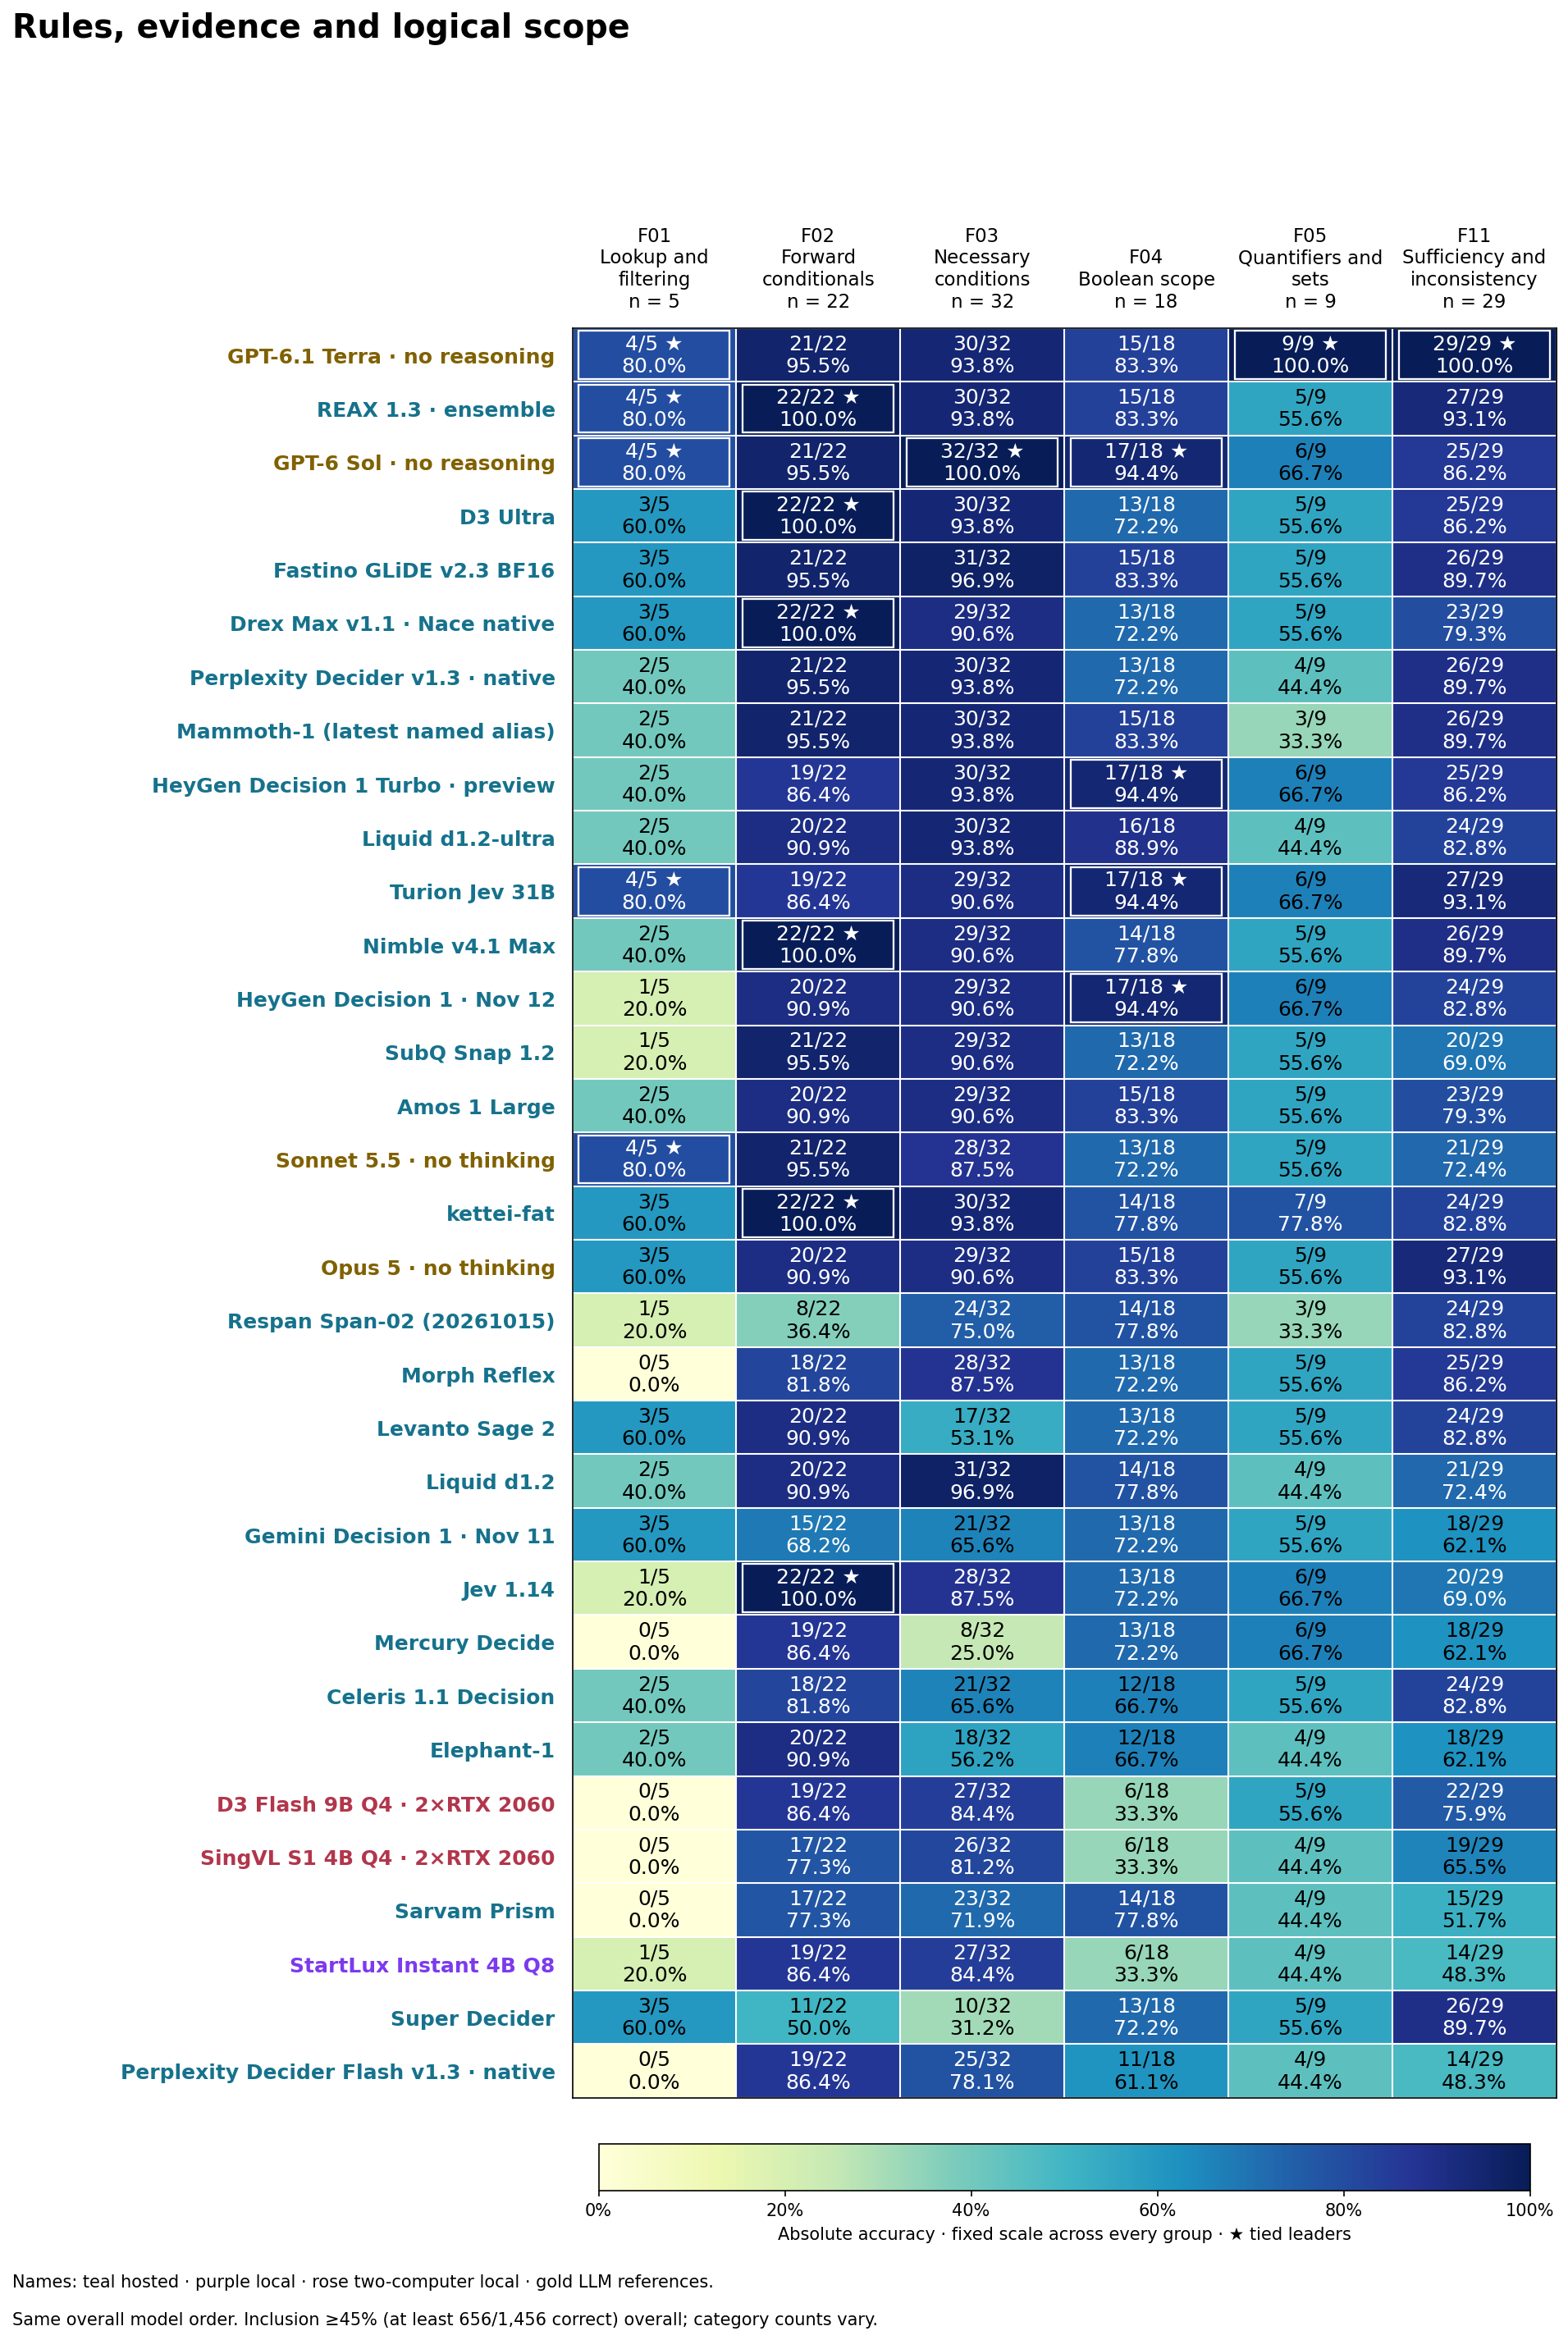 Rules, evidence and logical scope
F01
Lookup and
filtering
n = 5
F02
Forward
conditionals
n = 22
F03
Necessary
conditions
n = 32
F04
Boolean scope
n = 18
F05
Quantifiers and
sets
n = 9
F11
Sufficiency and
inconsistency
n = 29
GPT-6.1 Terra · no reasoning
4/5 ★ 21/22 30/32 15/18 9/9 ★ 29/29 ★
80.0% 95.5% 93.8% 83.3% 100.0% 100.0%
REAX 1.3 · ensemble
4/5 ★ 22/22 ★ 30/32 15/18 5/9 27/29
80.0% 100.0% 93.8% 83.3% 55.6% 93.1%
GPT-6 Sol · no reasoning
4/5 ★ 21/22 32/32 ★ 17/18 ★ 6/9 25/29
80.0% 95.5% 100.0% 94.4% 66.7% 86.2%
D3 Ultra
3/5 22/22 ★ 30/32 13/18 5/9 25/29
60.0% 100.0% 93.8% 72.2% 55.6% 86.2%
Fastino GLiDE v2.3 BF16
3/5 21/22 31/32 15/18 5/9 26/29
60.0% 95.5% 96.9% 83.3% 55.6% 89.7%
Drex Max v1.1 · Nace native
3/5 22/22 ★ 29/32 13/18 5/9 23/29
60.0% 100.0% 90.6% 72.2% 55.6% 79.3%
Perplexity Decider v1.3 · native
2/5 21/22 30/32 13/18 4/9 26/29
40.0% 95.5% 93.8% 72.2% 44.4% 89.7%
Mammoth-1 (latest named alias)
2/5 21/22 30/32 15/18 3/9 26/29
40.0% 95.5% 93.8% 83.3% 33.3% 89.7%
HeyGen Decision 1 Turbo · preview
2/5 19/22 30/32 17/18 ★ 6/9 25/29
40.0% 86.4% 93.8% 94.4% 66.7% 86.2%
Liquid d1.2-ultra
2/5 20/22 30/32 16/18 4/9 24/29
40.0% 90.9% 93.8% 88.9% 44.4% 82.8%
Turion Jev 31B
4/5 ★ 19/22 29/32 17/18 ★ 6/9 27/29
80.0% 86.4% 90.6% 94.4% 66.7% 93.1%
Nimble v4.1 Max
2/5 22/22 ★ 29/32 14/18 5/9 26/29
40.0% 100.0% 90.6% 77.8% 55.6% 89.7%
HeyGen Decision 1 · Nov 12
1/5 20/22 29/32 17/18 ★ 6/9 24/29
20.0% 90.9% 90.6% 94.4% 66.7% 82.8%
SubQ Snap 1.2
1/5 21/22 29/32 13/18 5/9 20/29
20.0% 95.5% 90.6% 72.2% 55.6% 69.0%
Amos 1 Large
2/5 20/22 29/32 15/18 5/9 23/29
40.0% 90.9% 90.6% 83.3% 55.6% 79.3%
Sonnet 5.5 · no thinking
4/5 ★ 21/22 28/32 13/18 5/9 21/29
80.0% 95.5% 87.5% 72.2% 55.6% 72.4%
kettei-fat
3/5 22/22 ★ 30/32 14/18 7/9 24/29
60.0% 100.0% 93.8% 77.8% 77.8% 82.8%
Opus 5 · no thinking
3/5 20/22 29/32 15/18 5/9 27/29
60.0% 90.9% 90.6% 83.3% 55.6% 93.1%
Respan Span-02 (20261015)
1/5 8/22 24/32 14/18 3/9 24/29
20.0% 36.4% 75.0% 77.8% 33.3% 82.8%
Morph Reflex
0/5 18/22 28/32 13/18 5/9 25/29
0.0% 81.8% 87.5% 72.2% 55.6% 86.2%
Levanto Sage 2
3/5 20/22 17/32 13/18 5/9 24/29
60.0% 90.9% 53.1% 72.2% 55.6% 82.8%
Liquid d1.2
2/5 20/22 31/32 14/18 4/9 21/29
40.0% 90.9% 96.9% 77.8% 44.4% 72.4%
Gemini Decision 1 · Nov 11
3/5 15/22 21/32 13/18 5/9 18/29
60.0% 68.2% 65.6% 72.2% 55.6% 62.1%
Jev 1.14
1/5 22/22 ★ 28/32 13/18 6/9 20/29
20.0% 100.0% 87.5% 72.2% 66.7% 69.0%
Mercury Decide
0/5 19/22 8/32 13/18 6/9 18/29
0.0% 86.4% 25.0% 72.2% 66.7% 62.1%
Celeris 1.1 Decision
2/5 18/22 21/32 12/18 5/9 24/29
40.0% 81.8% 65.6% 66.7% 55.6% 82.8%
Elephant-1
2/5 20/22 18/32 12/18 4/9 18/29
40.0% 90.9% 56.2% 66.7% 44.4% 62.1%
D3 Flash 9B Q4 · 2×RTX 2060
0/5 19/22 27/32 6/18 5/9 22/29
0.0% 86.4% 84.4% 33.3% 55.6% 75.9%
SingVL S1 4B Q4 · 2×RTX 2060
0/5 17/22 26/32 6/18 4/9 19/29
0.0% 77.3% 81.2% 33.3% 44.4% 65.5%
Sarvam Prism
0/5 17/22 23/32 14/18 4/9 15/29
0.0% 77.3% 71.9% 77.8% 44.4% 51.7%
StartLux Instant 4B Q8
1/5 19/22 27/32 6/18 4/9 14/29
20.0% 86.4% 84.4% 33.3% 44.4% 48.3%
Super Decider
3/5 11/22 10/32 13/18 5/9 26/29
60.0% 50.0% 31.2% 72.2% 55.6% 89.7%
Perplexity Decider Flash v1.3 · native
0/5 19/22 25/32 11/18 4/9 14/29
0.0% 86.4% 78.1% 61.1% 44.4% 48.3%
0% 20% 40% 60% 80% 100%
Absolute accuracy · fixed scale across every group · ★ tied leaders
Names: teal hosted · purple local · rose two-computer local · gold LLM references.
Same overall model order. Inclusion ≥45% (at least 656/1,456 correct) overall; category counts vary.